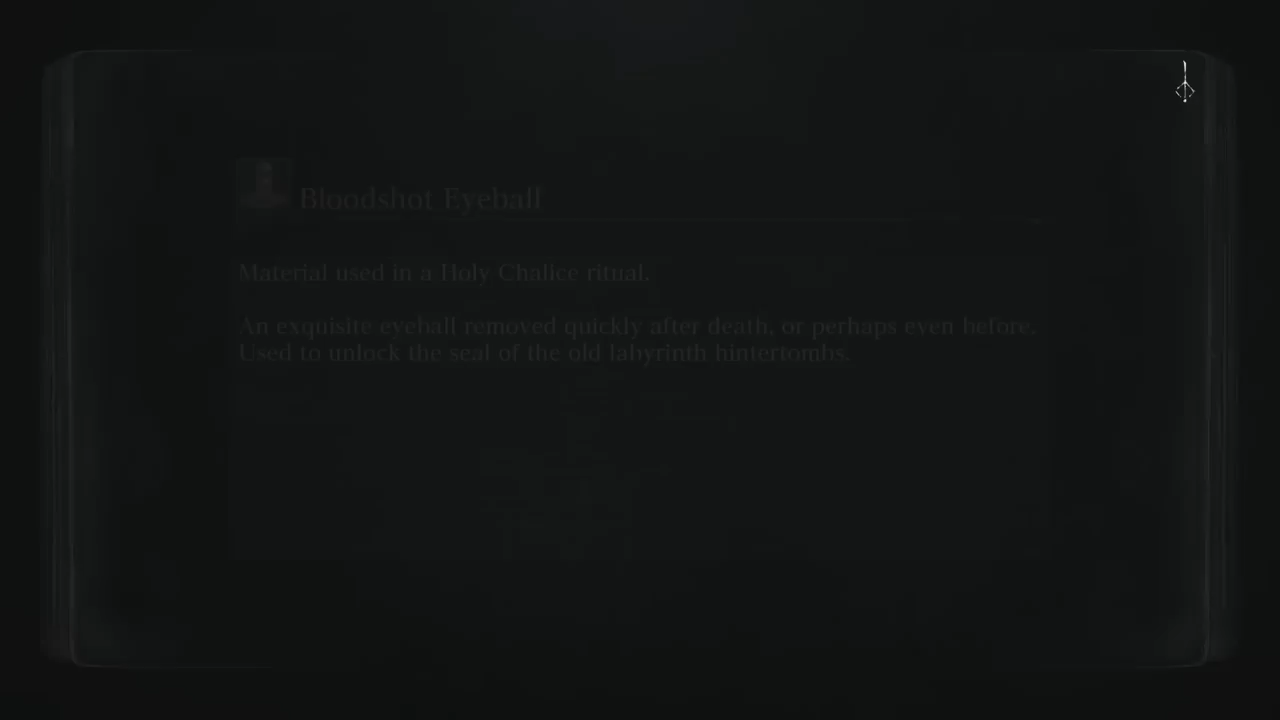 Bloodshot Eyeball
Material used in a Holy Chalice ritual.
An exquisite eyeball removed quickly after death, or perhaps even before.
Used to unlock the seal of the old labyrinth hintertombs.